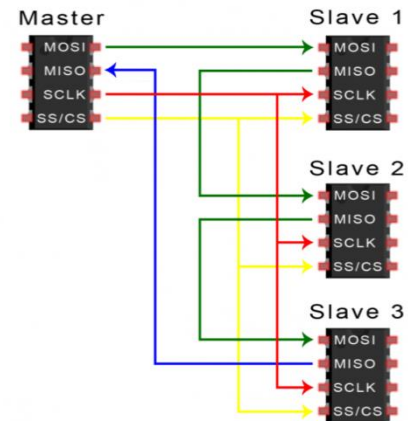 Master
MOSI
MISO
SCLK
SS/CS
Slave 1
MOSI
MISO
SCLK
SS/CS
Slave 2
MOSI
MISO
SCLK
SS/CS
Slave 3
MOSI
MISO
SCLK
SS/CS